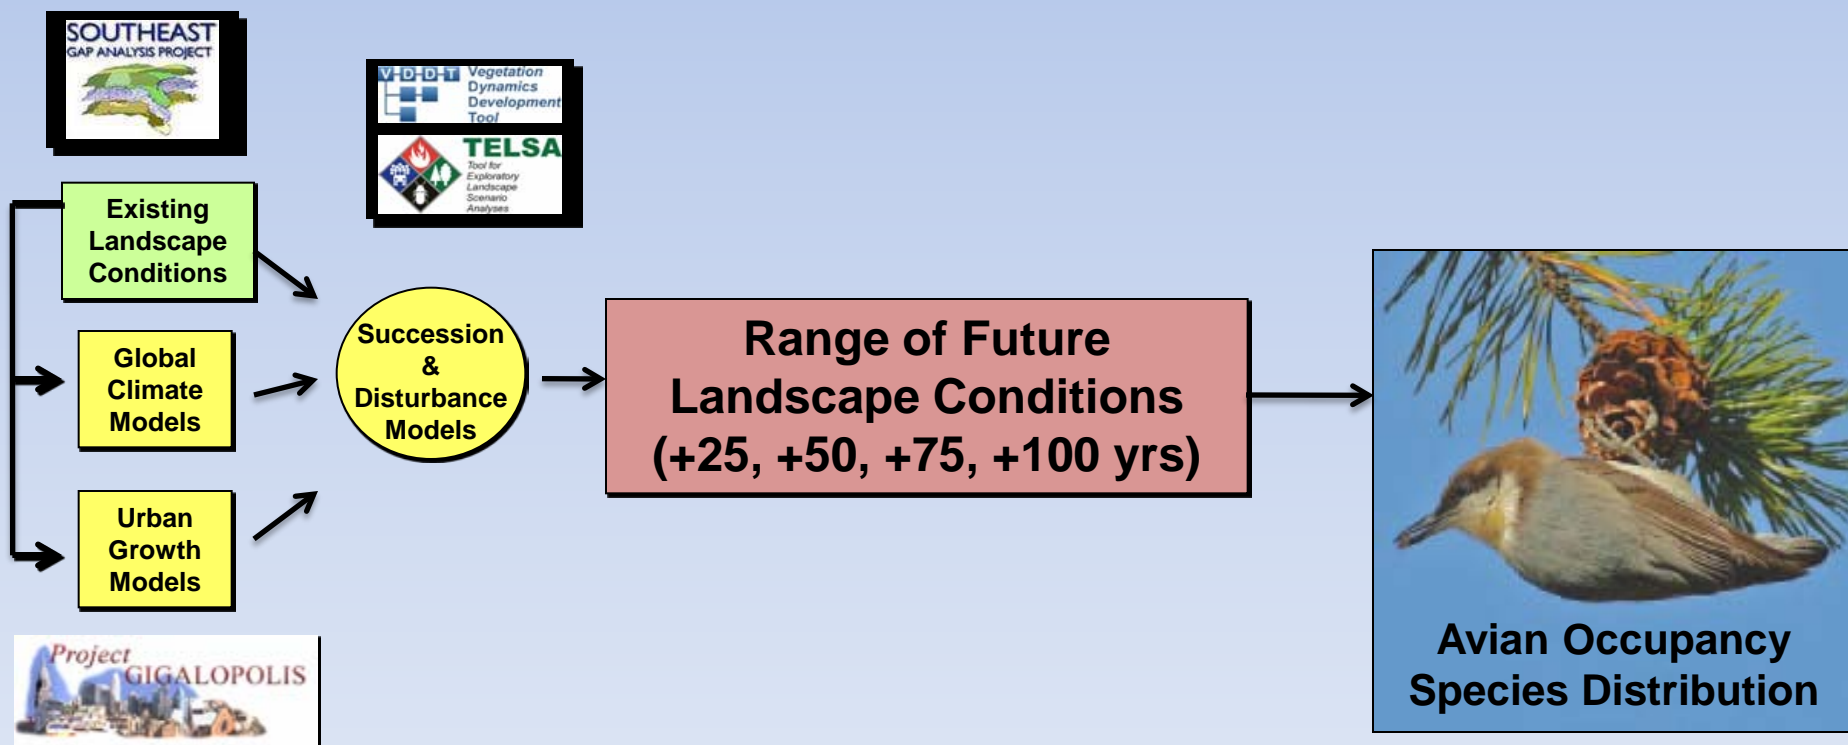 SOUTHEAST
GAP ANALYSIS PROJECT
V-D-D-T
Vegetation
Dynamics
Development
Tool
TELSA
Tool for
Exploratory
Landscape
Scenario
Analyses
Existing
Landscape
Conditions
Global
Climate
Models
Urban
Growth
Models
Project
GIGALOPOLIS
Succession
&
Disturbance
Models
Range of Future
Landscape Conditions
(+25, +50, +75, +100 yrs)
Avian Occupancy
Species Distribution